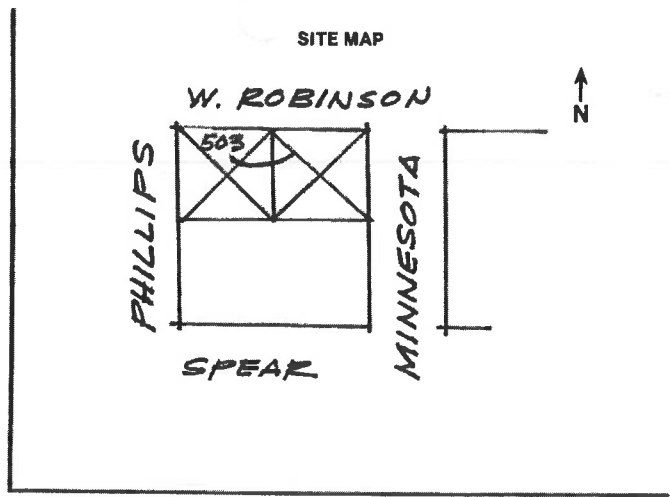 SITE MAP
W. ROBINSON
N
503
PHILLIPS
MINNESOTA
SPEAR